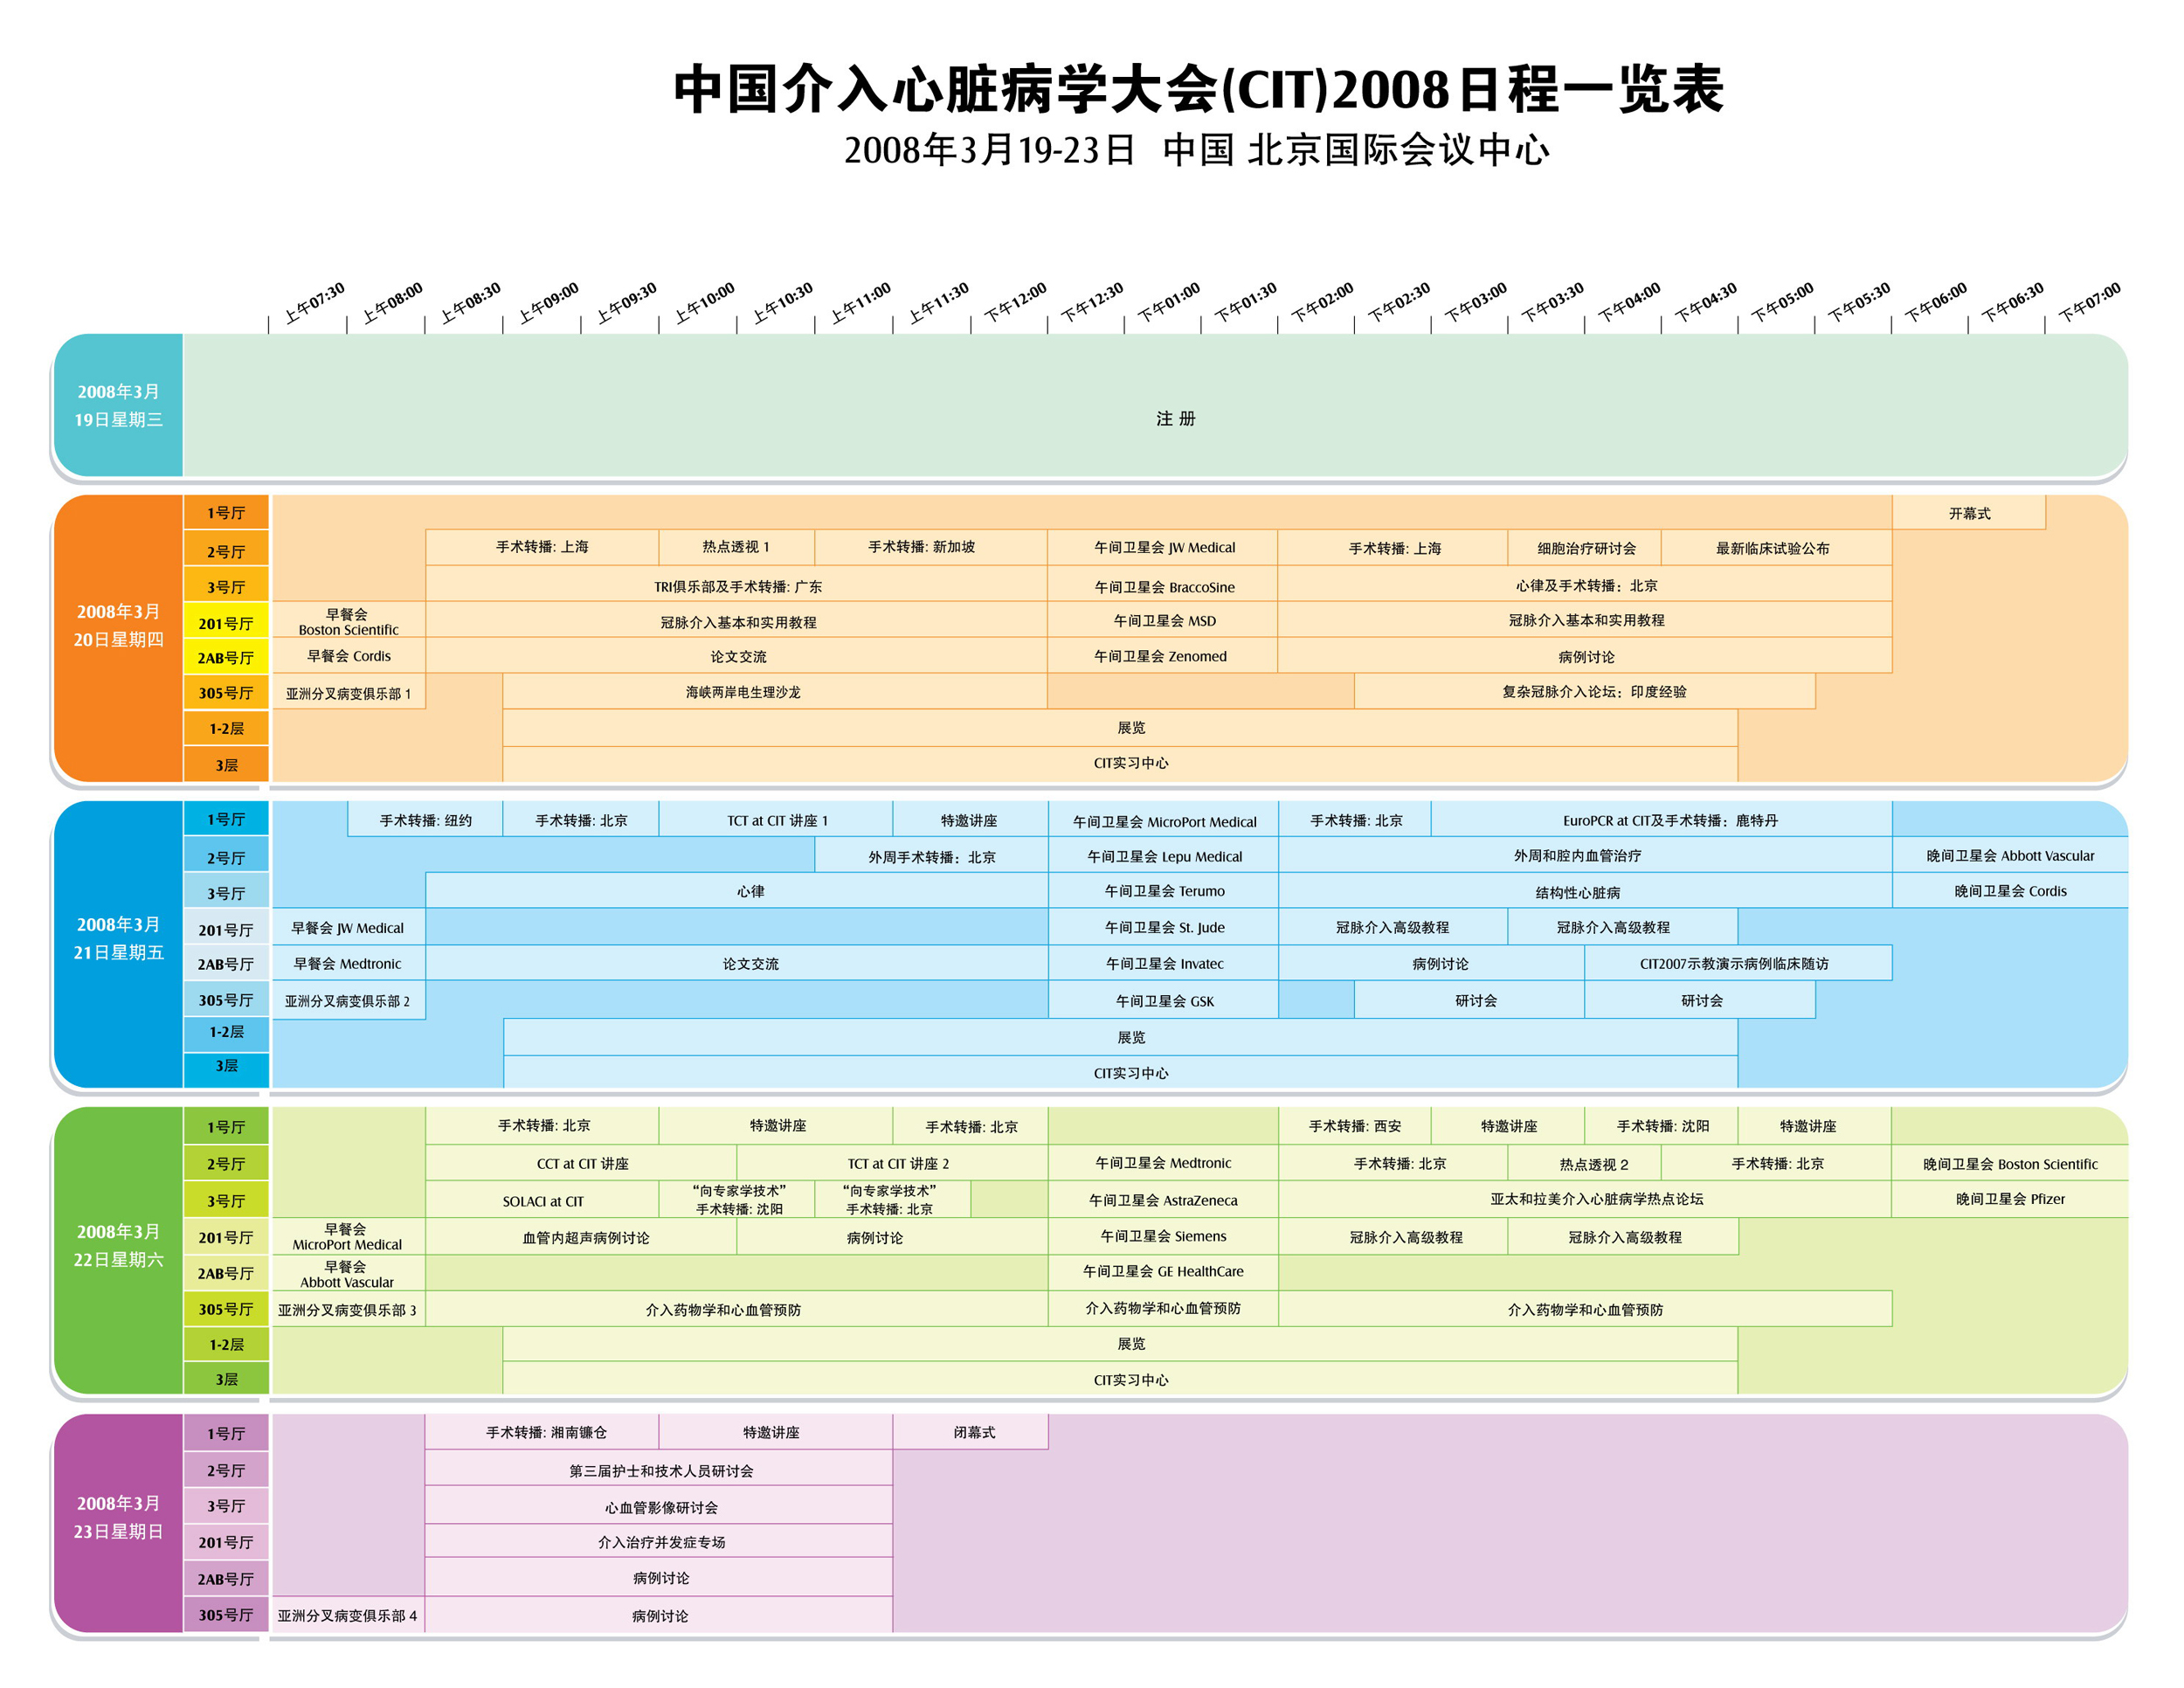 中国介入心脏病学大会(CIT)2008日程一览表
2008年3月19-23日 中国 北京国际会议中心
上午07:30 上午08:00 上午08:30 上午09:00 上午09:30 上午10:00 上午10:30 上午11:00 上午11:30 下午12:00 下午12:30 下午01:00 下午01:30 下午02:00 下午02:30 下午03:00 下午03:30 下午04:00 下午04:30 下午05:00 下午05:30 下午06:00 下午06:30 下午07:00
2008年3月
19日星期三
注 册
2008年3月
20日星期四
1号厅 开幕式
2号厅 手术转播: 上海 热点透视 1 手术转播: 新加坡 午间卫星会 JW Medical 手术转播: 上海 细胞治疗研讨会 最新临床试验公布
3号厅 TRI俱乐部及手术转播: 广东 午间卫星会 BraccoSine 心律及手术转播：北京
201号厅 早餐会
Boston Scientific 冠脉介入基本和实用教程 午间卫星会 MSD 冠脉介入基本和实用教程
2AB号厅 早餐会 Cordis 论文交流 午间卫星会 Zenomed 病例讨论
305号厅 亚洲分叉病变俱乐部 1 海峡两岸电生理沙龙 复杂冠脉介入论坛：印度经验
1-2层 展览
3层 CIT实习中心
2008年3月
21日星期五
1号厅 手术转播: 纽约 手术转播: 北京 TCT at CIT 讲座 1 特邀讲座 午间卫星会 MicroPort Medical 手术转播: 北京 EuroPCR at CIT及手术转播：鹿特丹
2号厅 外周手术转播：北京 午间卫星会 Lepu Medical 外周和腔内血管治疗 晚间卫星会 Abbott Vascular
3号厅 心律 午间卫星会 Terumo 结构性心脏病 晚间卫星会 Cordis
201号厅 早餐会 JW Medical 午间卫星会 St. Jude 冠脉介入高级教程 冠脉介入高级教程
2AB号厅 早餐会 Medtronic 论文交流 午间卫星会 Invatec 病例讨论 CIT2007示教演示病例临床随访
305号厅 亚洲分叉病变俱乐部 2 午间卫星会 GSK 研讨会 研讨会
1-2层 展览
3层 CIT实习中心
2008年3月
22日星期六
1号厅 手术转播: 北京 特邀讲座 手术转播: 北京 手术转播: 西安 特邀讲座 手术转播: 沈阳 特邀讲座
2号厅 CCT at CIT 讲座 TCT at CIT 讲座 2 午间卫星会 Medtronic 手术转播: 北京 热点透视 2 手术转播: 北京 晚间卫星会 Boston Scientific
3号厅 SOLACI at CIT “向专家学技术”
手术转播: 沈阳 “向专家学技术”
手术转播: 北京 午间卫星会 AstraZeneca 亚太和拉美介入心脏病学热点论坛 晚间卫星会 Pfizer
201号厅 早餐会
MicroPort Medical 血管内超声病例讨论 病例讨论 午间卫星会 Siemens 冠脉介入高级教程 冠脉介入高级教程
2AB号厅 早餐会
Abbott Vascular 午间卫星会 GE HealthCare
305号厅 亚洲分叉病变俱乐部 3 介入药物学和心血管预防 介入药物学和心血管预防 介入药物学和心血管预防
1-2层 展览
3层 CIT实习中心
2008年3月
23日星期日
1号厅 手术转播: 湘南镰仓 特邀讲座 闭幕式
2号厅 第三届护士和技术人员研讨会
3号厅 心血管影像研讨会
201号厅 介入治疗并发症专场
2AB号厅 病例讨论
305号厅 亚洲分叉病变俱乐部 4 病例讨论